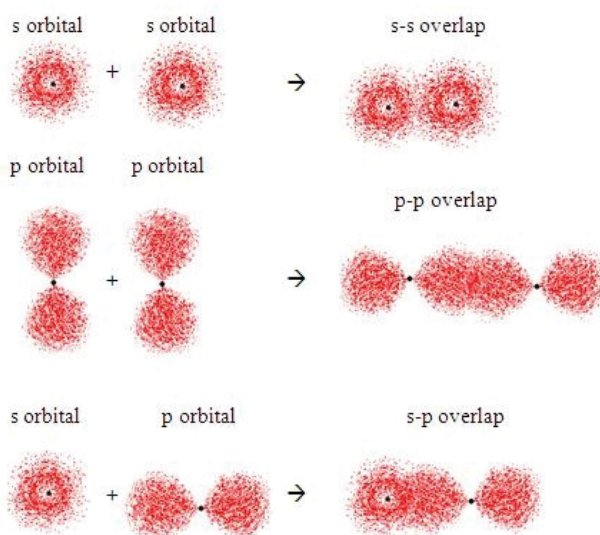 s orbital s orbital s-s overlap
+ →
p orbital p orbital
p-p overlap
+ →
s orbital p orbital s-p overlap
+ →